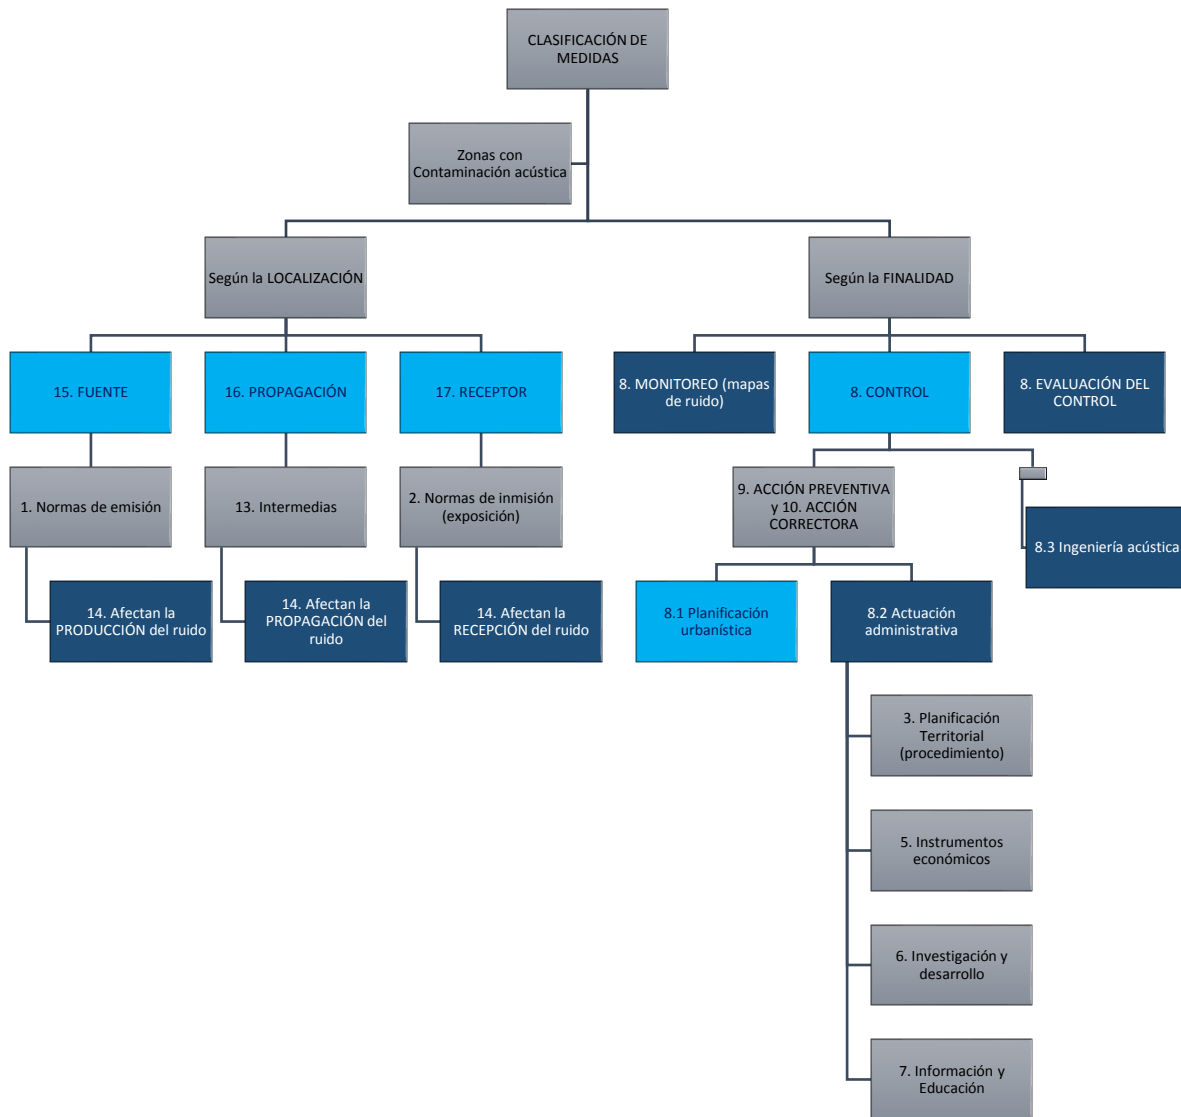 CLASIFICACIÓN DE
MEDIDAS
Zonas con
Contaminación acústica
Según la LOCALIZACIÓN
Según la FINALIDAD
15. FUENTE
16. PROPAGACIÓN
17. RECEPTOR
8. MONITOREO (mapas
de ruido)
8. CONTROL
8. EVALUACIÓN DEL
CONTROL
1. Normas de emisión
13. Intermedias
2. Normas de inmisión
(exposición)
9. ACCIÓN PREVENTIVA
y 10. ACCIÓN
CORRECTORA
8.3 Ingeniería acústica
14. Afectan la
PRODUCCIÓN del ruido
14. Afectan la
PROPAGACIÓN del
ruido
14. Afectan la
RECEPCIÓN del ruido
8.1 Planificación
urbanística
8.2 Actuación
administrativa
3. Planificación
Territorial
(procedimiento)
5. Instrumentos
económicos
6. Investigación y
desarrollo
7. Información y
Educación